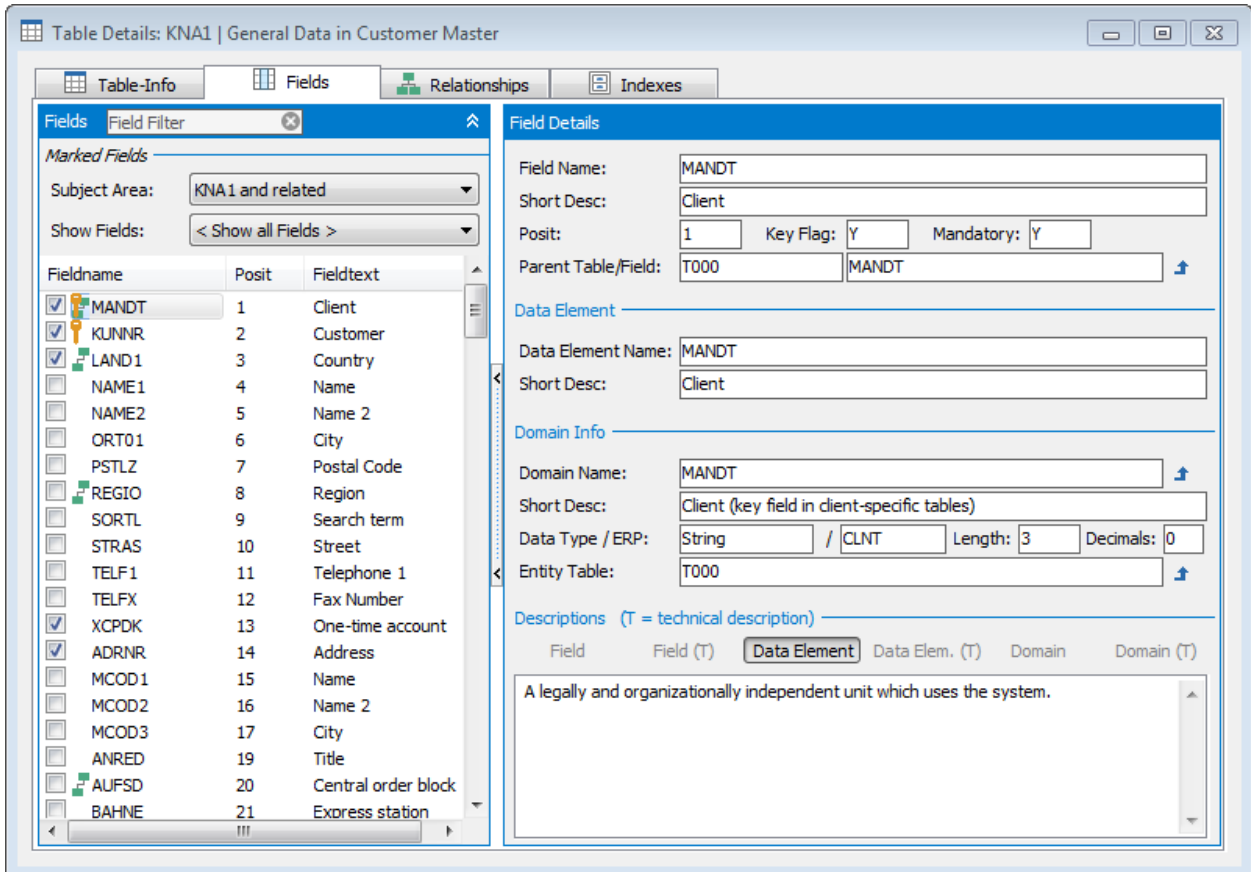 Table Details: KNA1 | General Data in Customer Master
Table-Info
Fields
Relationships
Indexes
Fields Field Filter
Marked Fields
Subject Area: KNA1 and related
Show Fields: < Show all Fields >
Fieldname Posit Fieldtext
MANDT 1 Client
KUNNR 2 Customer
LAND1 3 Country
NAME1 4 Name
NAME2 5 Name 2
ORT01 6 City
PSTLZ 7 Postal Code
REGIO 8 Region
SORTL 9 Search term
STRAS 10 Street
TELF1 11 Telephone 1
TELFX 12 Fax Number
XCPDK 13 One-time account
ADRNR 14 Address
MCOD1 15 Name
MCOD2 16 Name 2
MCOD3 17 City
ANRED 19 Title
AUFSD 20 Central order block
BAHNE 21 Express station
Field Details
Field Name: MANDT
Short Desc: Client
Posit: 1 Key Flag: Y Mandatory: Y
Parent Table/Field: T000 MANDT
Data Element
Data Element Name: MANDT
Short Desc: Client
Domain Info
Domain Name: MANDT
Short Desc: Client (key field in client-specific tables)
Data Type / ERP: String / CLNT Length: 3 Decimals: 0
Entity Table: T000
Descriptions (T = technical description)
Field Field (T) Data Element Data Elem. (T) Domain Domain (T)
A legally and organizationally independent unit which uses the system.